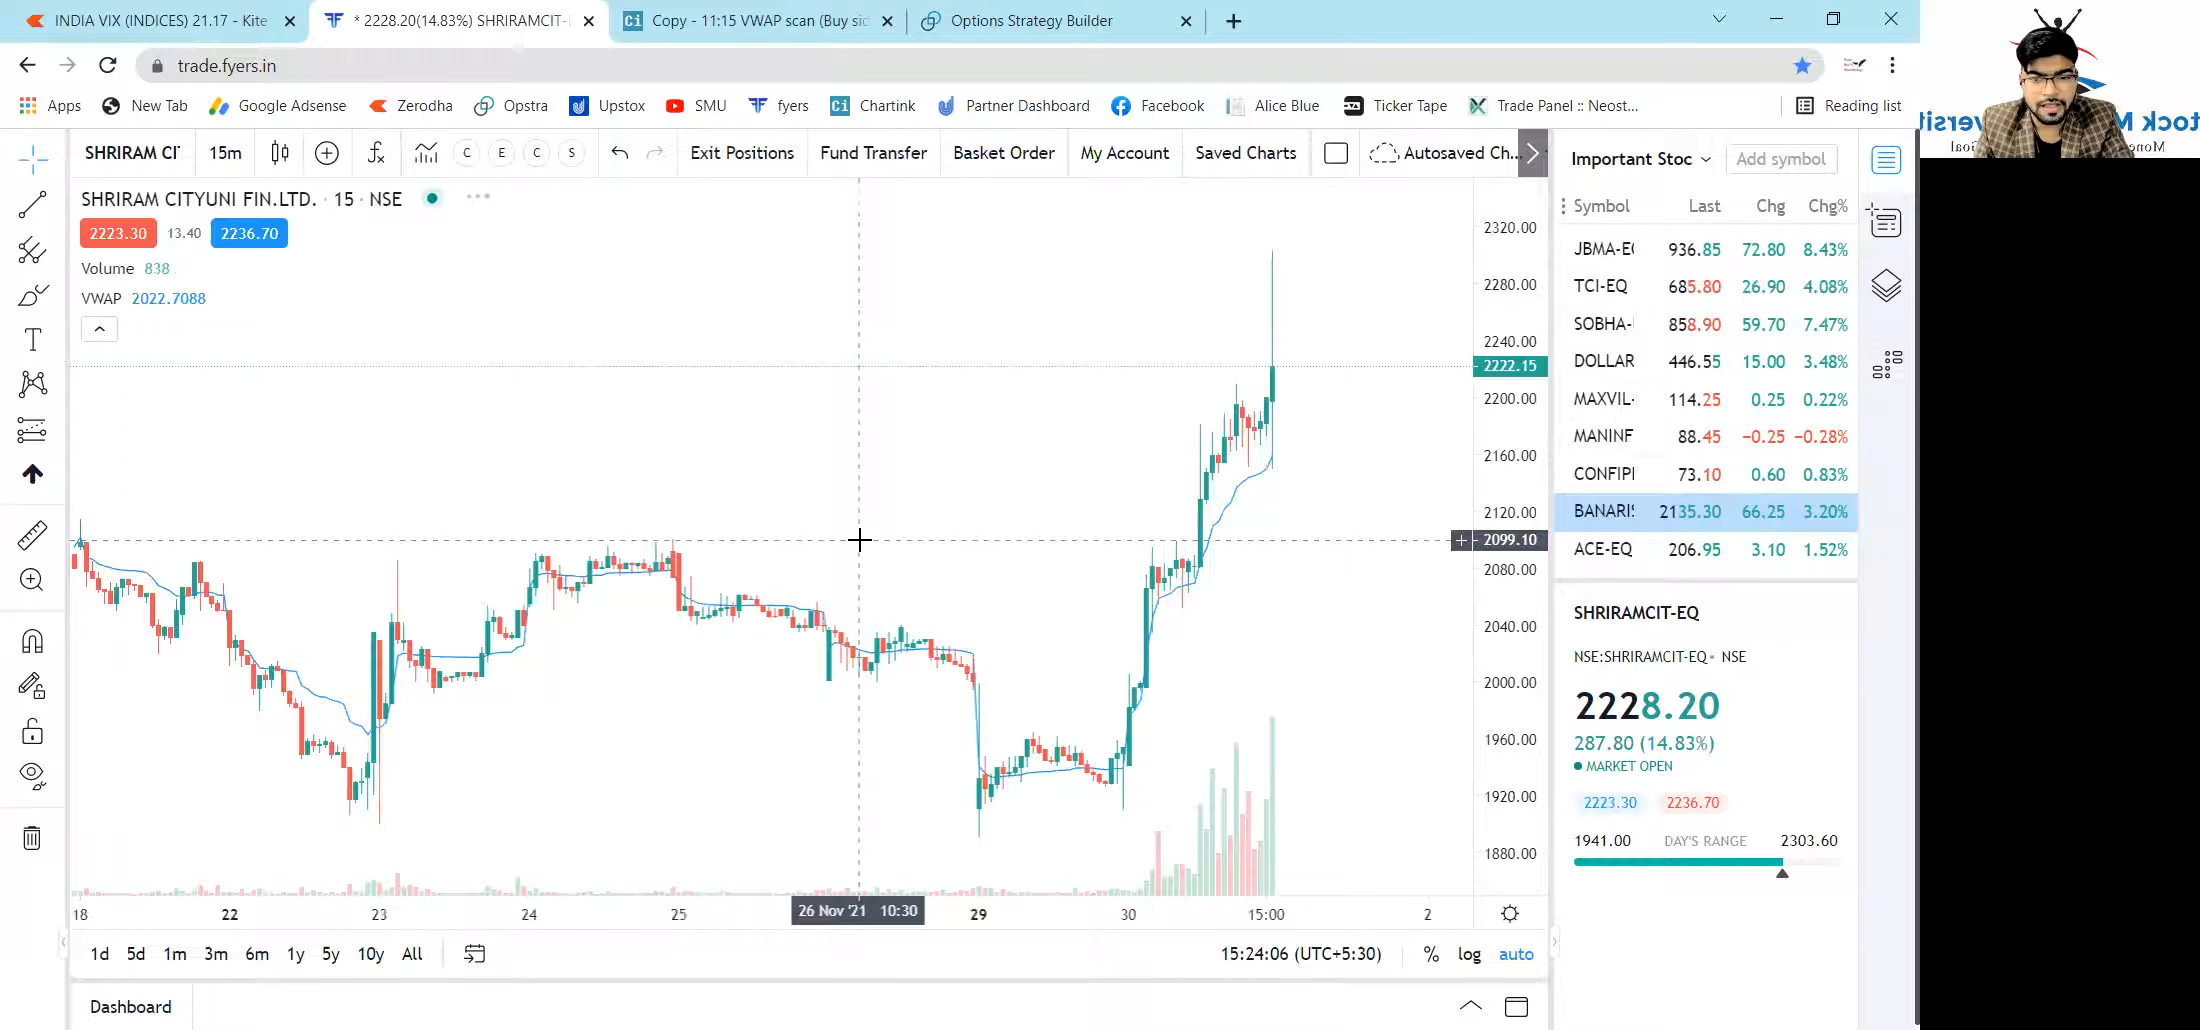 INDIA VIX (INDICES) 21.17 - Kite
* 2228.20(14.83%) SHRIRAMCIT-
Copy - 11:15 VWAP scan (Buy sid
Options Strategy Builder
trade.fyers.in
Apps
New Tab
Google Adsense
Zerodha
Opstra
Upstox
SMU
fyers
Chartink
Partner Dashboard
Facebook
Alice Blue
Ticker Tape
Trade Panel :: Neost...
Reading list
SHRIRAM CI
15m
C
E
C
S
Exit Positions
Fund Transfer
Basket Order
My Account
Saved Charts
Autosaved Ch...
SHRIRAM CITYUNI FIN.LTD. · 15 · NSE
2223.30
13.40
2236.70
Volume 838
VWAP 2022.7088
2320.00
2280.00
2240.00
2222.15
2200.00
2160.00
2120.00
2099.10
2080.00
2040.00
2000.00
1960.00
1920.00
1880.00
18
22
23
24
25
26 Nov '21 10:30
29
30
15:00
2
1d
5d
1m
3m
6m
1y
5y
10y
All
15:24:06 (UTC+5:30)
%
log
auto
Dashboard
Important Stoc
Add symbol
Symbol Last Chg Chg%
JBMA-E 936.85 72.80 8.43%
TCI-EQ 685.80 26.90 4.08%
SOBHA- 858.90 59.70 7.47%
DOLLAR 446.55 15.00 3.48%
MAXVIL- 114.25 0.25 0.22%
MANINF 88.45 −0.25 −0.28%
CONFIPI 73.10 0.60 0.83%
BANARI 2135.30 66.25 3.20%
ACE-EQ 206.95 3.10 1.52%
SHRIRAMCIT-EQ
NSE:SHRIRAMCIT-EQ NSE
2228.20
287.80 (14.83%)
MARKET OPEN
2223.30
2236.70
1941.00 DAY'S RANGE 2303.60